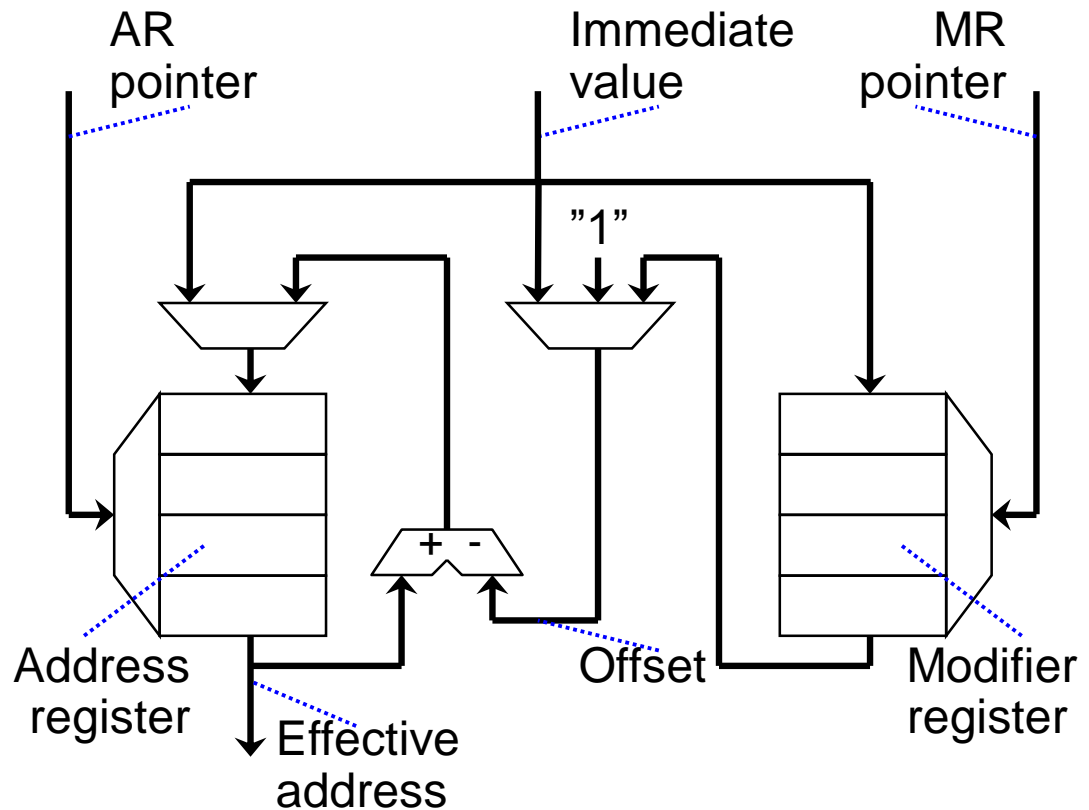 AR
pointer
Immediate
value
MR
pointer
”1”
+ -
Address
register
Offset
Modifier
register
Effective
address